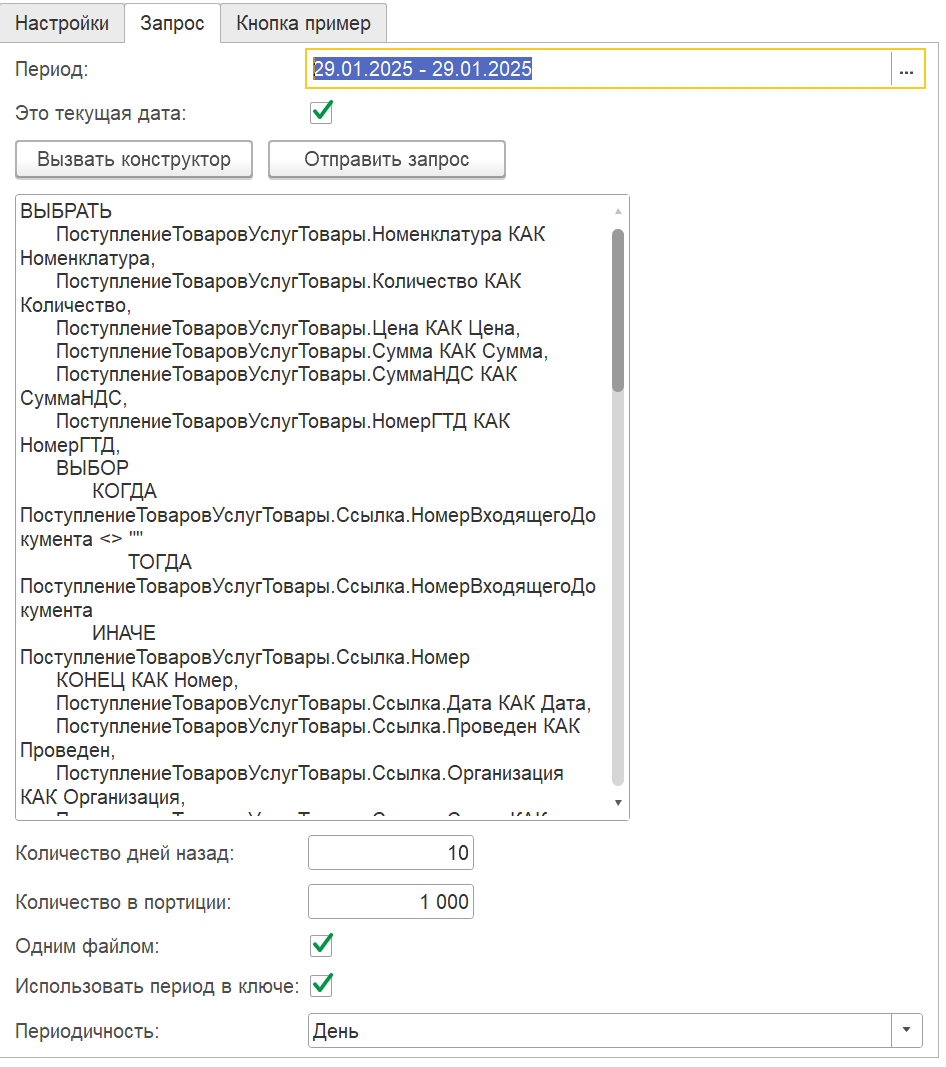 Настройки Запрос Кнопка пример
Период: 29.01.2025 - 29.01.2025 ...
Это текущая дата:
Вызвать конструктор Отправить запрос
ВЫБРАТЬ
ПоступлениеТоваровУслугТовары.Номенклатура КАК
Номенклатура,
ПоступлениеТоваровУслугТовары.Количество КАК
Количество,
ПоступлениеТоваровУслугТовары.Цена КАК Цена,
ПоступлениеТоваровУслугТовары.Сумма КАК Сумма,
ПоступлениеТоваровУслугТовары.СуммаНДС КАК
СуммаНДС,
ПоступлениеТоваровУслугТовары.НомерГТД КАК
НомерГТД,
ВЫБОР
КОГДА
ПоступлениеТоваровУслугТовары.Ссылка.НомерВходящегоДо
кумента <> ""
ТОГДА
ПоступлениеТоваровУслугТовары.Ссылка.НомерВходящегоДо
кумента
ИНАЧЕ
ПоступлениеТоваровУслугТовары.Ссылка.Номер
КОНЕЦ КАК Номер,
ПоступлениеТоваровУслугТовары.Ссылка.Дата КАК Дата,
ПоступлениеТоваровУслугТовары.Ссылка.Проведен КАК
Проведен,
ПоступлениеТоваровУслугТовары.Ссылка.Организация
КАК Организация,
Количество дней назад: 10
Количество в портиции: 1 000
Одним файлом:
Использовать период в ключе:
Периодичность: День